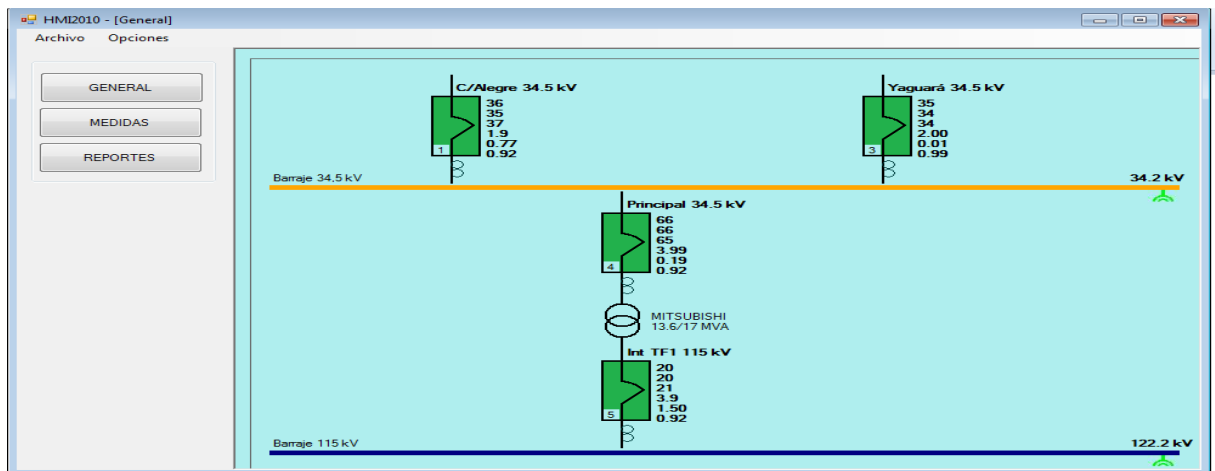 HMI2010 - [General]
Archivo Opciones
GENERAL
MEDIDAS
REPORTES
C/Alegre 34.5 kV
36
35
37
1.9
0.77
0.92
1
Yaguará 34.5 kV
35
34
34
2.00
0.01
0.99
3
Barraje 34,5 kV
34.2 kV
Principal 34.5 kV
66
66
65
3.99
0.19
0.92
4
MITSUBISHI
13.6/17 MVA
Int TF1 115 kV
20
20
21
3.9
1.50
0.92
5
Barraje 115 kV
122.2 kV